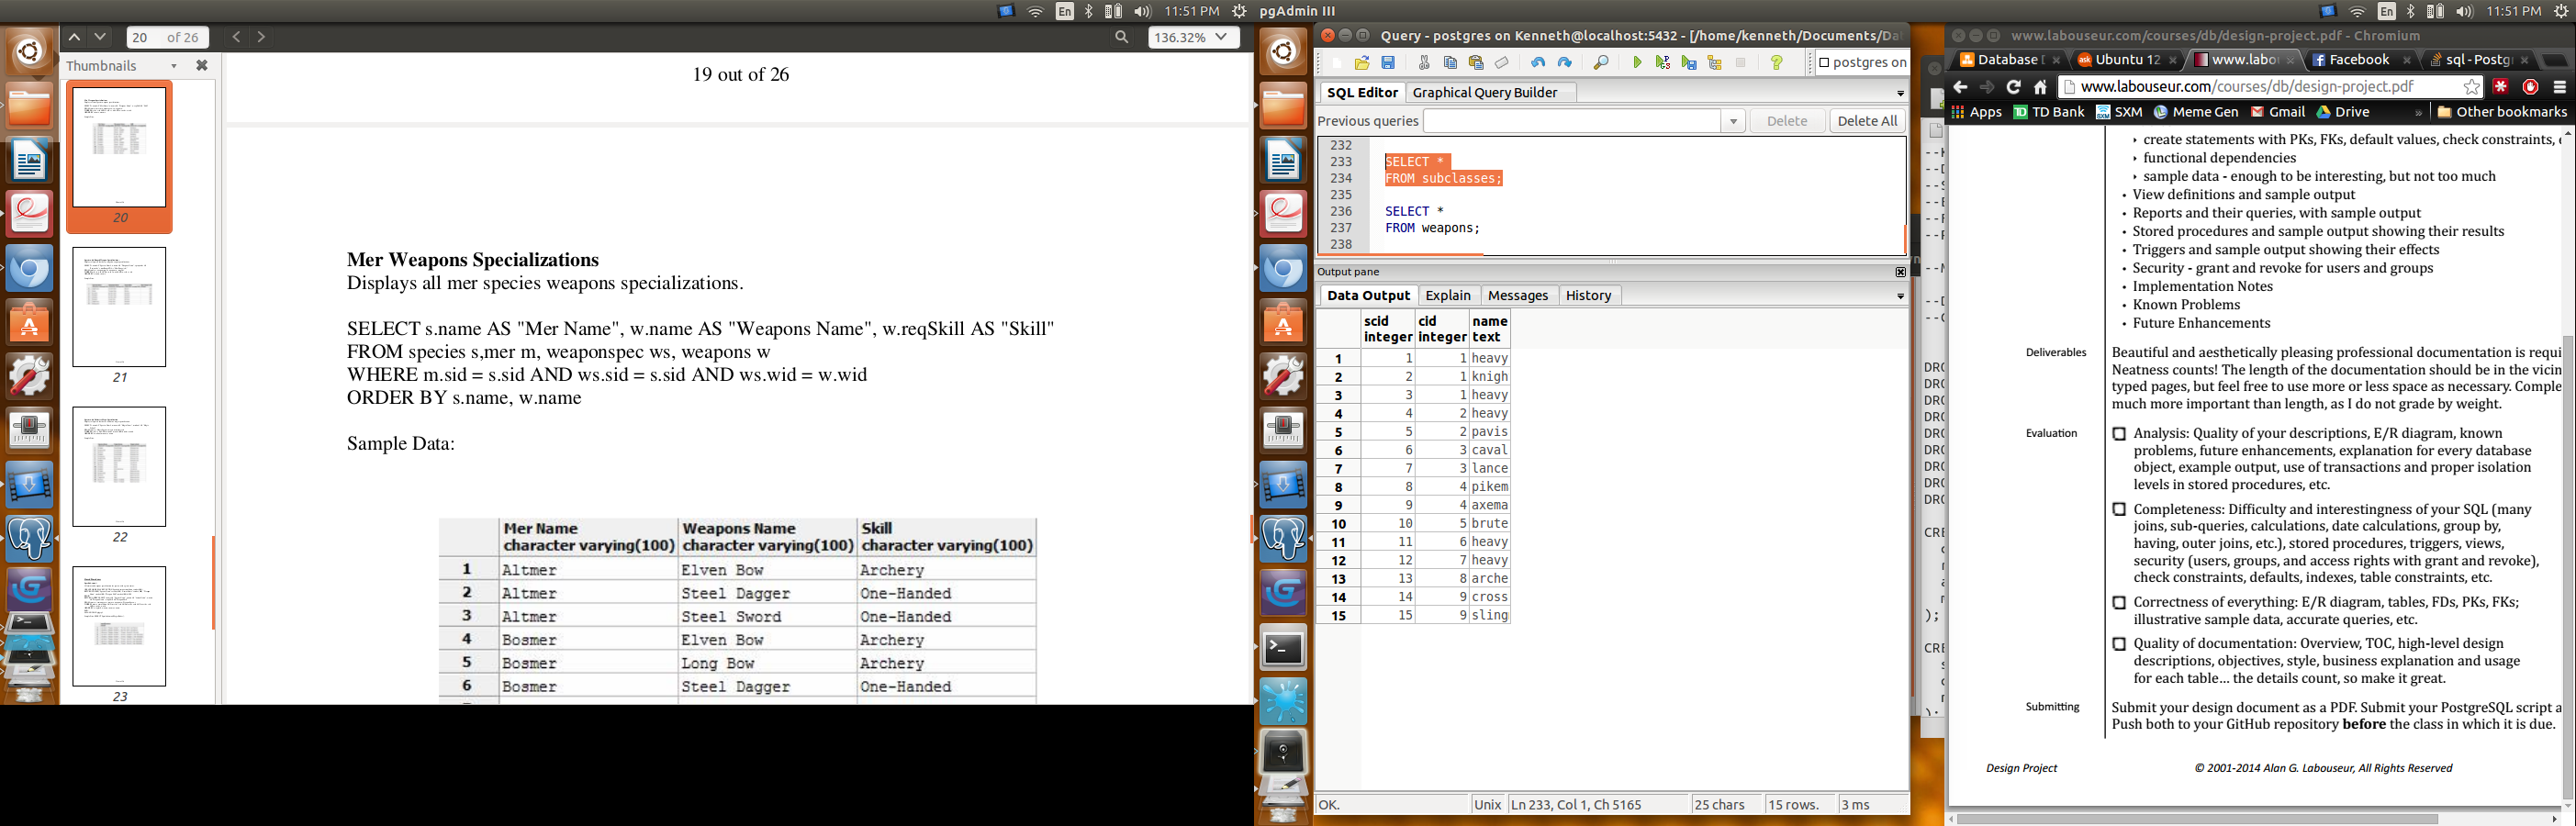 En
11:51 PM
pgAdmin III
En
11:51 PM
20 of 26
136.32%
Thumbnails
20
21
22
23
19 out of 26
Mer Weapons Specializations
Displays all mer species weapons specializations.
SELECT s.name AS "Mer Name", w.name AS "Weapons Name", w.reqSkill AS "Skill"
FROM species s,mer m, weaponspec ws, weapons w
WHERE m.sid = s.sid AND ws.sid = s.sid AND ws.wid = w.wid
ORDER BY s.name, w.name
Sample Data:
Mer Name Weapons Name Skill
character varying(100) character varying(100) character varying(100)
1 Altmer Elven Bow Archery
2 Altmer Steel Dagger One-Handed
3 Altmer Steel Sword One-Handed
4 Bosmer Elven Bow Archery
5 Bosmer Long Bow Archery
6 Bosmer Steel Dagger One-Handed
Query - postgres on Kenneth@localhost:5432 - [/home/kenneth/Documents/Da
postgres on
SQL Editor Graphical Query Builder
Previous queries Delete Delete All
232
233 SELECT *
234 FROM subclasses;
235
236 SELECT *
237 FROM weapons;
238
Output pane
Data Output Explain Messages History
scid cid name
integer integer text
1 1 1 heavy
2 2 1 knigh
3 3 1 heavy
4 4 2 heavy
5 5 2 pavis
6 6 3 caval
7 7 3 lance
8 8 4 pikem
9 9 4 axema
10 10 5 brute
11 11 6 heavy
12 12 7 heavy
13 13 8 arche
14 14 9 cross
15 15 9 sling
OK. Unix Ln 233, Col 1, Ch 5165 25 chars 15 rows. 3 ms
www.labouseur.com/courses/db/design-project.pdf - Chromium
Database Ubuntu 12 www.labo Facebook sql - Postg
www.labouseur.com/courses/db/design-project.pdf
Apps TD Bank SXM Meme Gen Gmail Drive » Other bookmarks
‣ create statements with PKs, FKs, default values, check constraints,
‣ functional dependencies
‣ sample data - enough to be interesting, but not too much
• View definitions and sample output
• Reports and their queries, with sample output
• Stored procedures and sample output showing their results
• Triggers and sample output showing their effects
• Security - grant and revoke for users and groups
• Implementation Notes
• Known Problems
• Future Enhancements
Deliverables Beautiful and aesthetically pleasing professional documentation is requi
Neatness counts! The length of the documentation should be in the vicin
typed pages, but feel free to use more or less space as necessary. Comple
much more important than length, as I do not grade by weight.
Evaluation Analysis: Quality of your descriptions, E/R diagram, known
problems, future enhancements, explanation for every database
object, example output, use of transactions and proper isolation
levels in stored procedures, etc.
Completeness: Difficulty and interestingness of your SQL (many
joins, sub-queries, calculations, date calculations, group by,
having, outer joins, etc.), stored procedures, triggers, views,
security (users, groups, and access rights with grant and revoke),
check constraints, defaults, indexes, table constraints, etc.
Correctness of everything: E/R diagram, tables, FDs, PKs, FKs;
illustrative sample data, accurate queries, etc.
Quality of documentation: Overview, TOC, high-level design
descriptions, objectives, style, business explanation and usage
for each table... the details count, so make it great.
Submitting Submit your design document as a PDF. Submit your PostgreSQL script a
Push both to your GitHub repository before the class in which it is due.
Design Project © 2001-2014 Alan G. Labouseur, All Rights Reserved